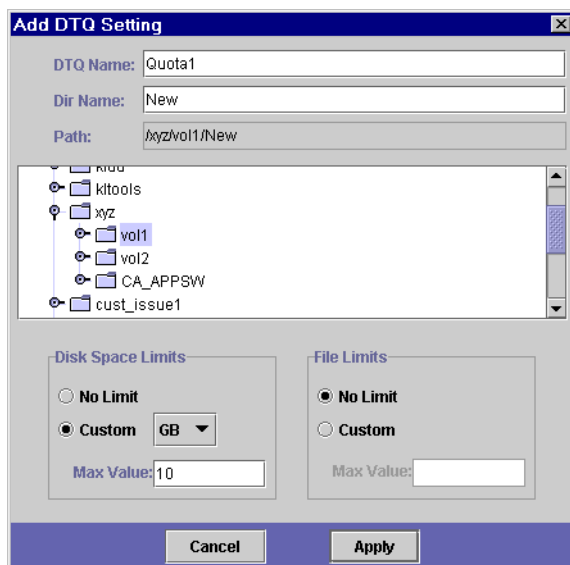 Add DTQ Setting
DTQ Name: Quota1
Dir Name: New
Path: /xyz/vol1/New
kltools
xyz
vol1
vol2
CA_APPSW
cust_issue1
Disk Space Limits
No Limit
Custom GB
Max Value: 10
File Limits
No Limit
Custom
Max Value:
Cancel Apply